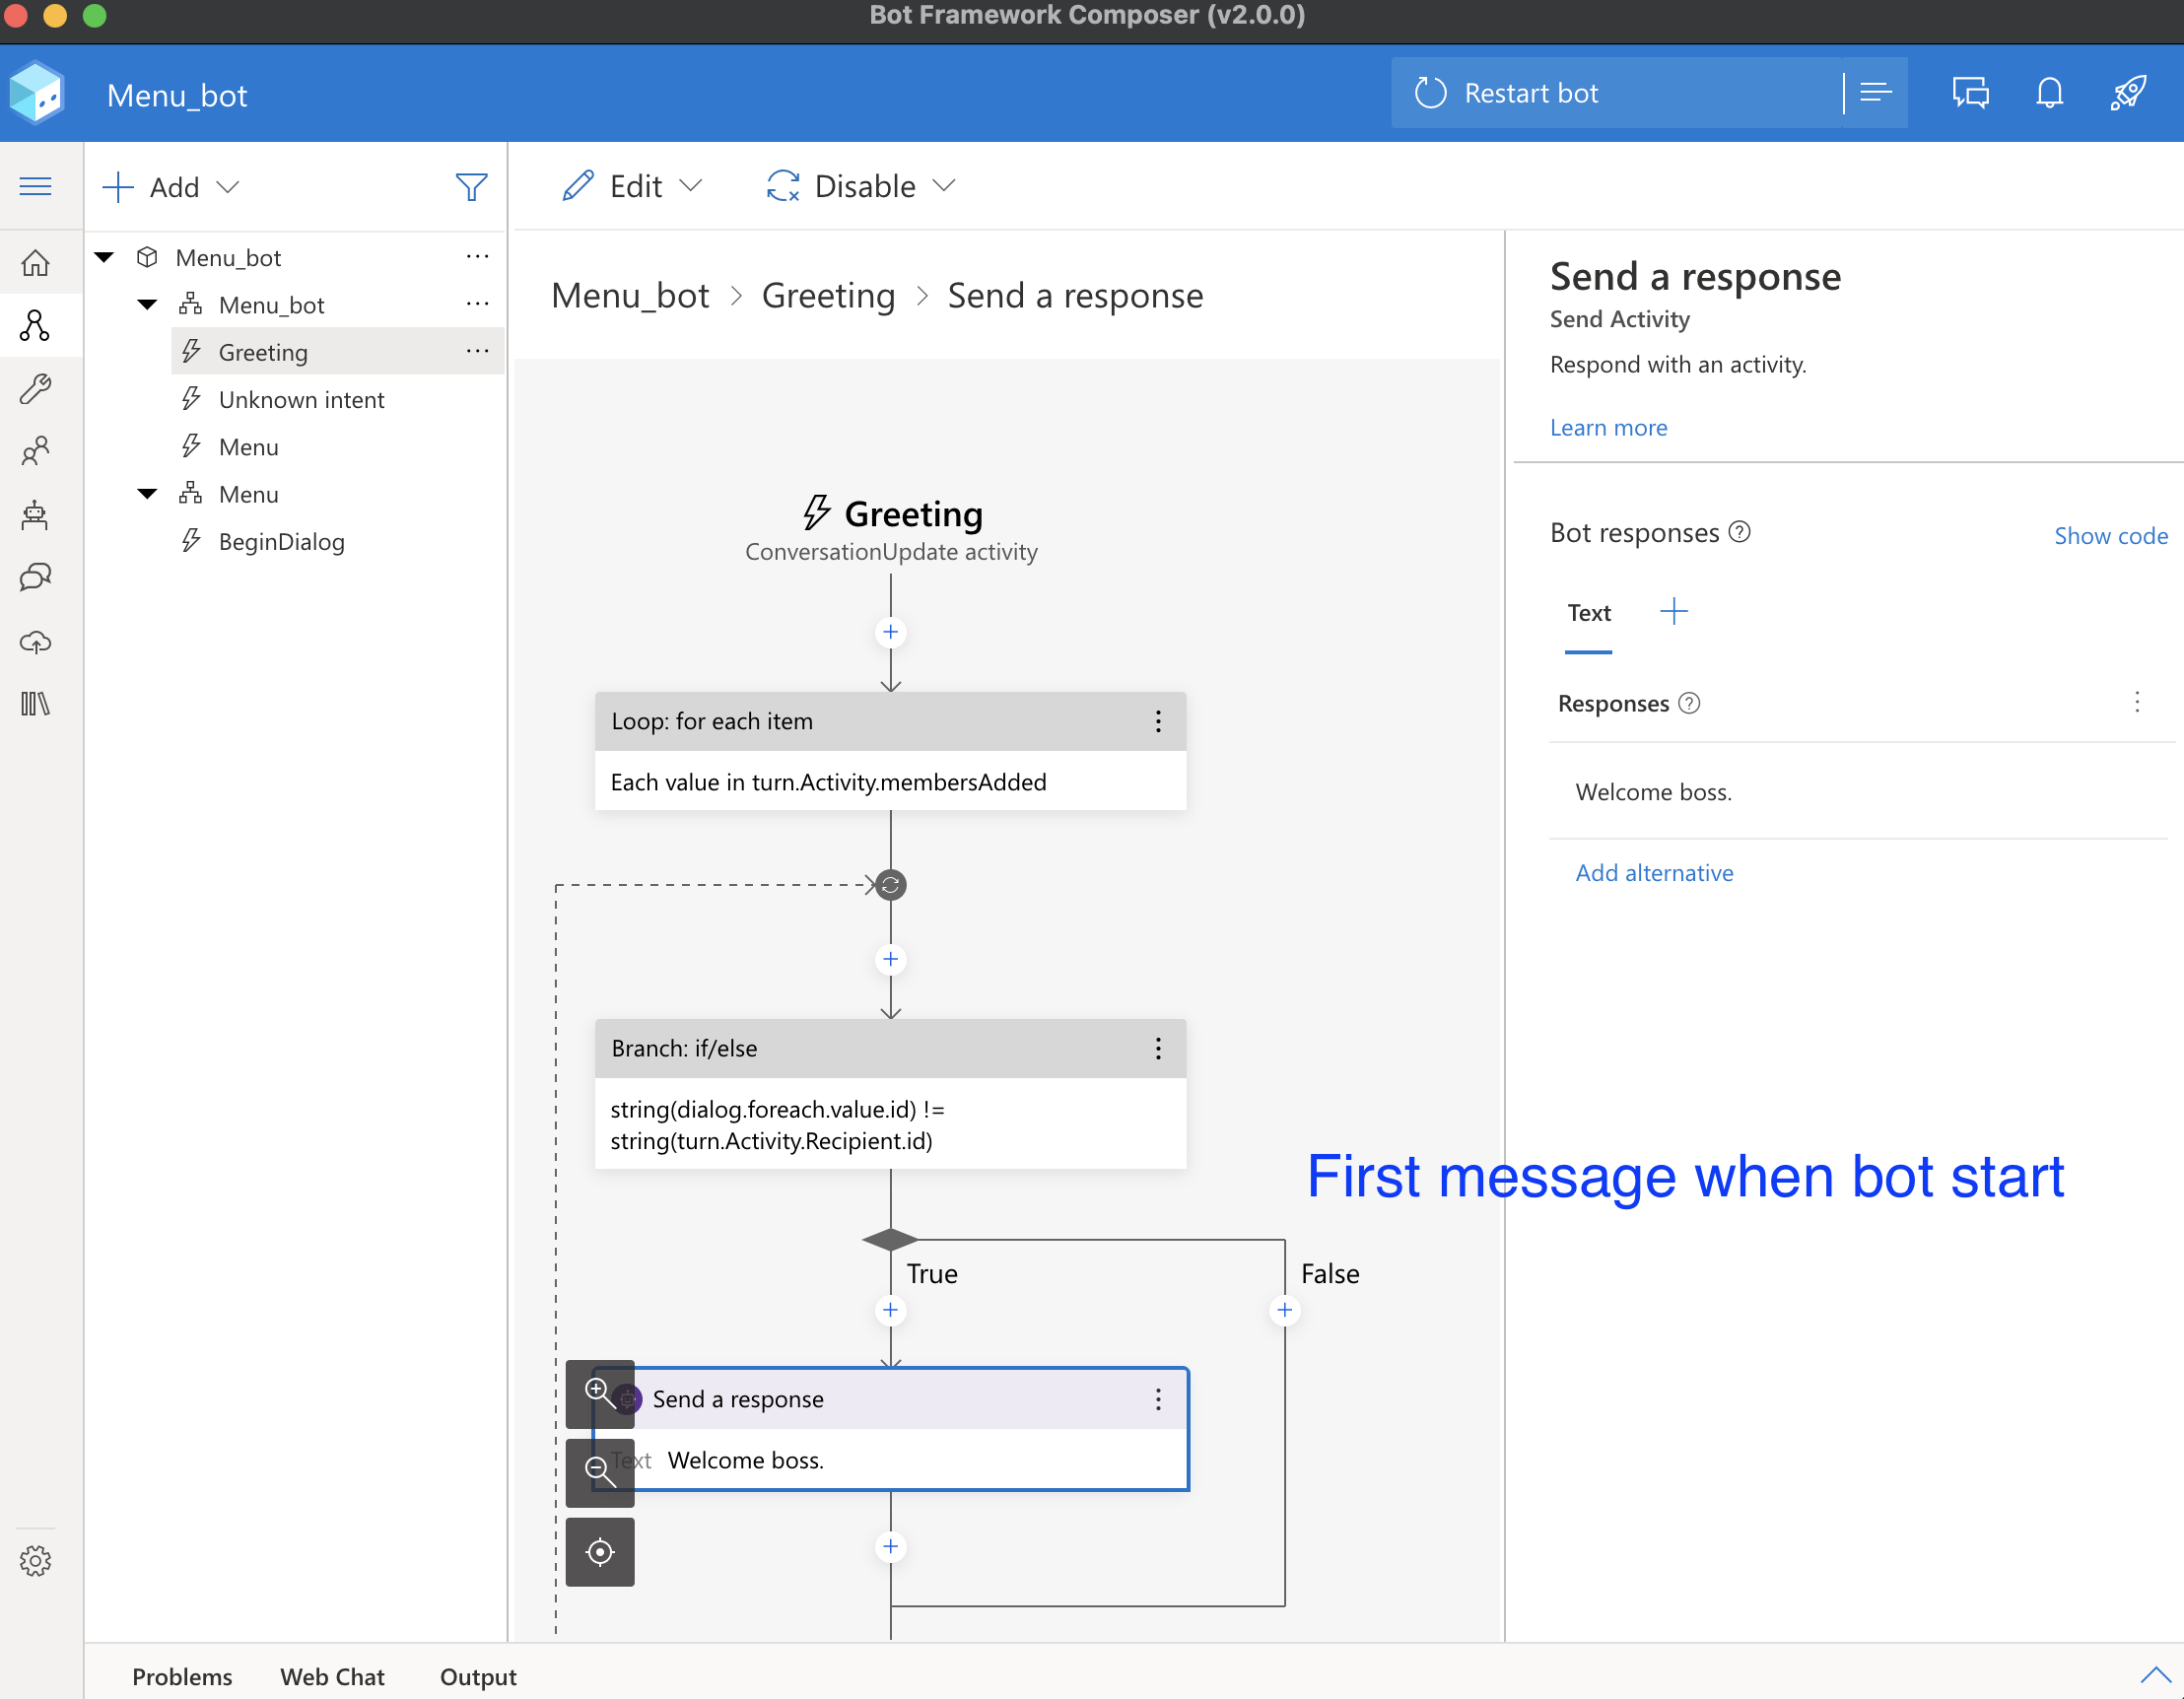 Bot Framework Composer (v2.0.0)
Menu_bot
Restart bot
Add
Edit
Disable
Menu_bot
Menu_bot
Greeting
Unknown intent
Menu
Menu
BeginDialog
Menu_bot > Greeting > Send a response
Greeting
ConversationUpdate activity
Loop: for each item
Each value in turn.Activity.membersAdded
Branch: if/else
string(dialog.foreach.value.id) !=
string(turn.Activity.Recipient.id)
True
False
Send a response
Text Welcome boss.
Send a response
Send Activity
Respond with an activity.
Learn more
Bot responses
Show code
Text
Responses
Welcome boss.
Add alternative
First message when bot start
Problems
Web Chat
Output